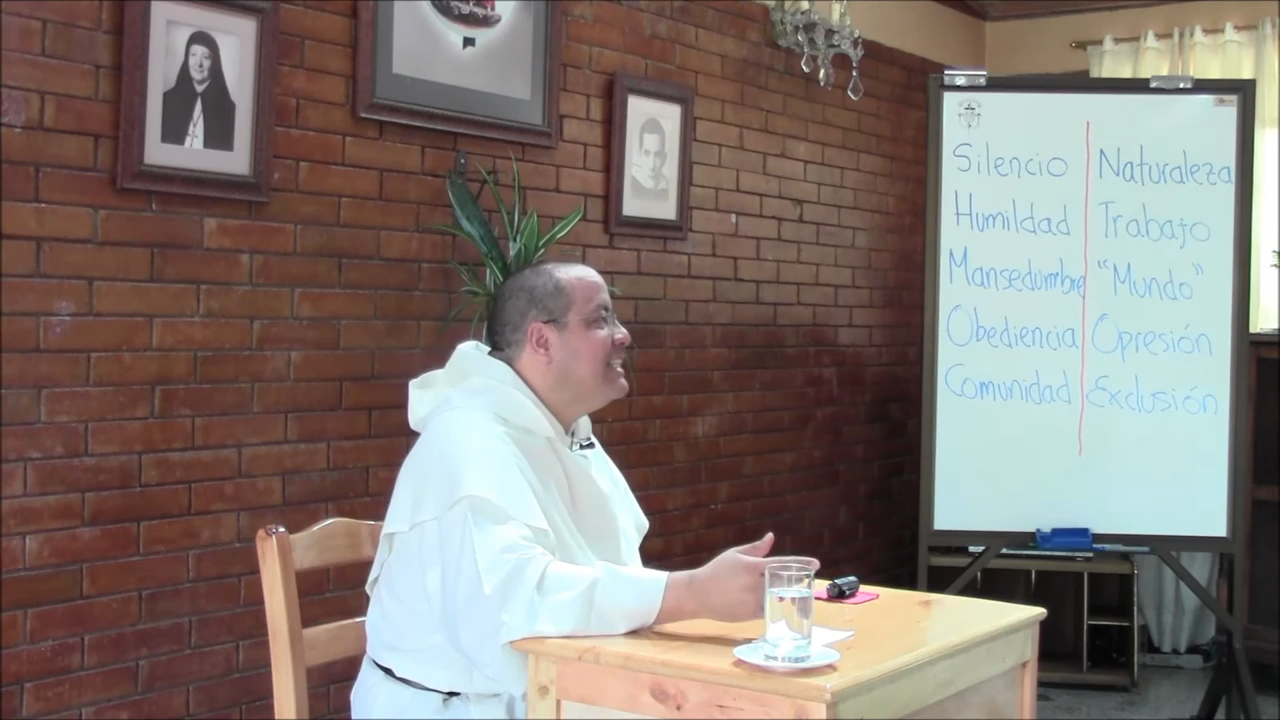 Silencio Naturaleza
Humildad Trabajo
Mansedumbre "Mundo"
Obediencia Opresión
Comunidad Exclusión